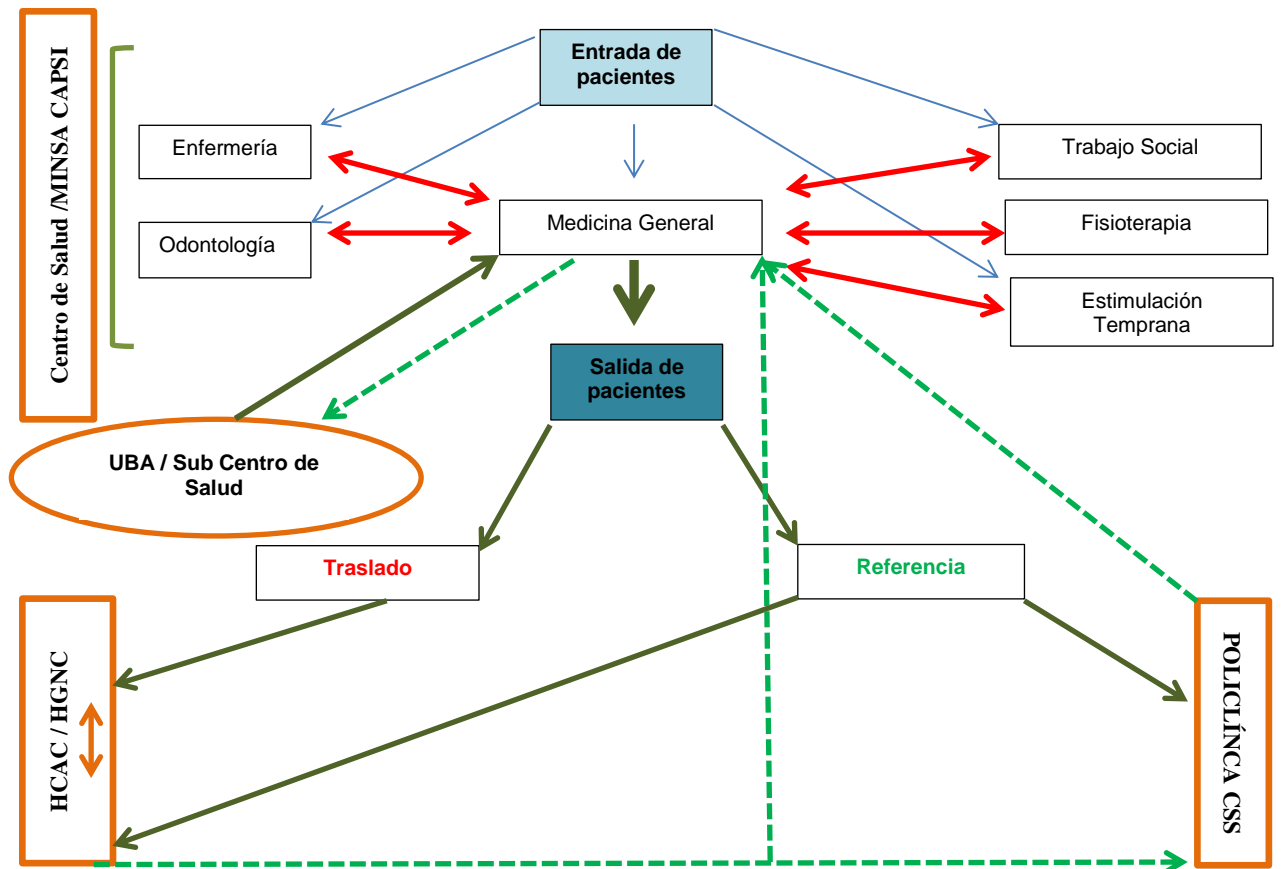 Centro de Salud /MINSA CAPSI
Entrada de
pacientes
Enfermería
Trabajo Social
Odontología
Medicina General
Fisioterapia
Estimulación
Temprana
Salida de
pacientes
UBA / Sub Centro de
Salud
Traslado
Referencia
HCAC / HGNC
POLICLÍNCA CSS